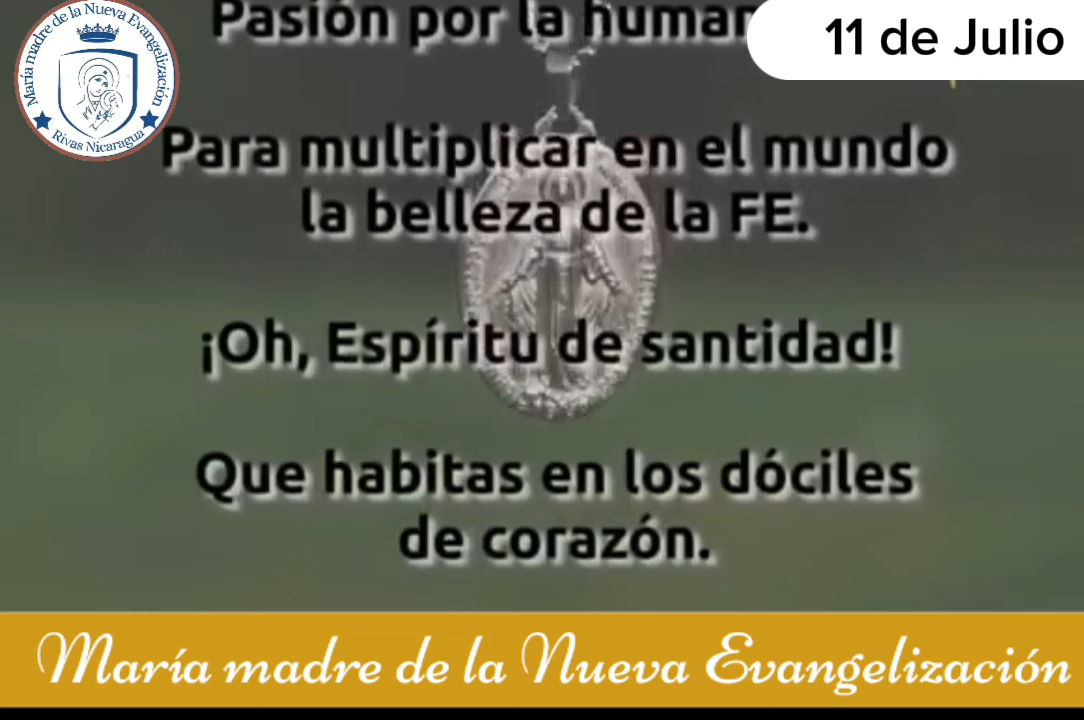 María madre de la Nueva Evangelización
Rivas Nicaragua
11 de Julio
Pasión por la
Para multiplicar en el mundo
la belleza de la FE.
¡Oh, Espíritu de santidad!
Que habitas en los dóciles
de corazón.
María madre de la Nueva Evangelización